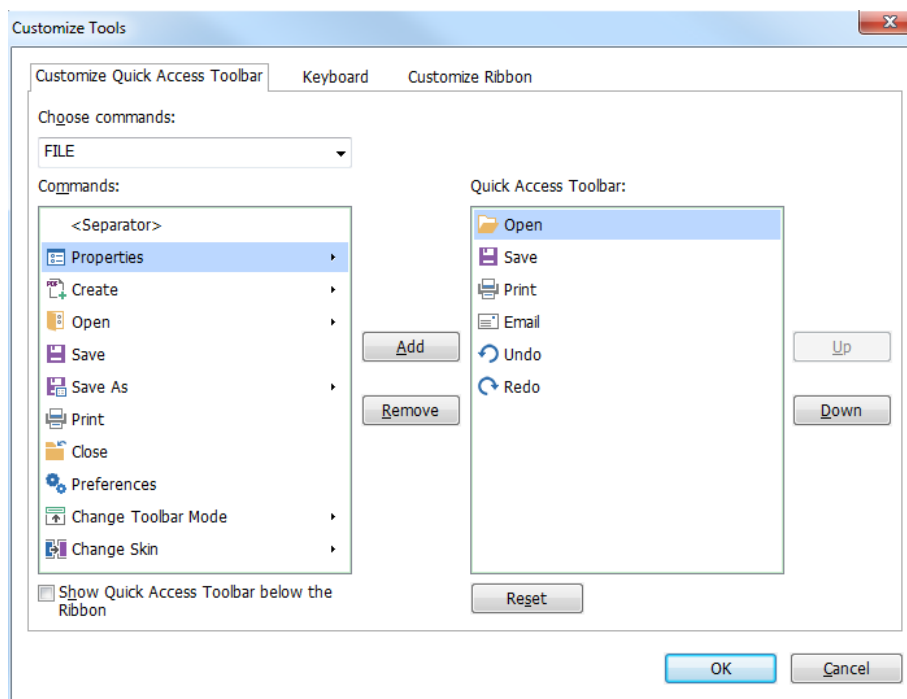 Customize Tools
Customize Quick Access Toolbar Keyboard Customize Ribbon
Choose commands:
FILE
Commands:
<Separator>
Properties
Create
Open
Save
Save As
Print
Close
Preferences
Change Toolbar Mode
Change Skin
Show Quick Access Toolbar below the
Ribbon
Add
Remove
Quick Access Toolbar:
Open
Save
Print
Email
Undo
Redo
Reset
Up
Down
OK
Cancel